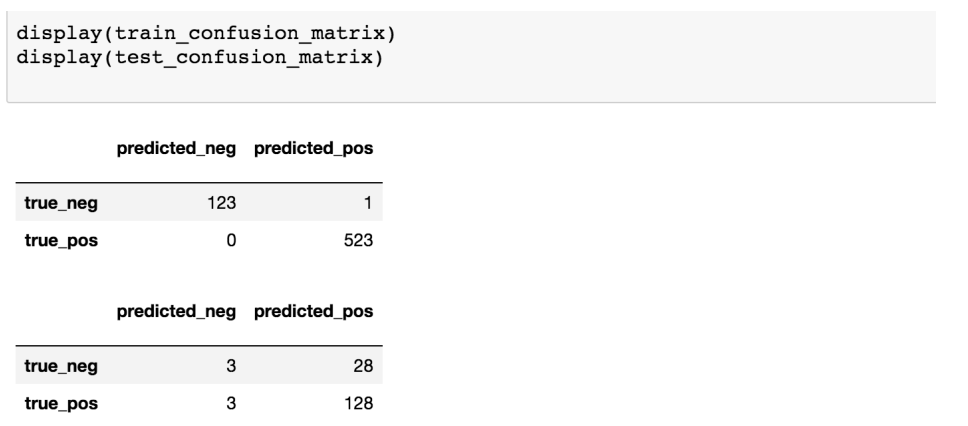 display(train_confusion_matrix)
display(test_confusion_matrix)
predicted_neg predicted_pos
true_neg 123 1
true_pos 0 523
predicted_neg predicted_pos
true_neg 3 28
true_pos 3 128